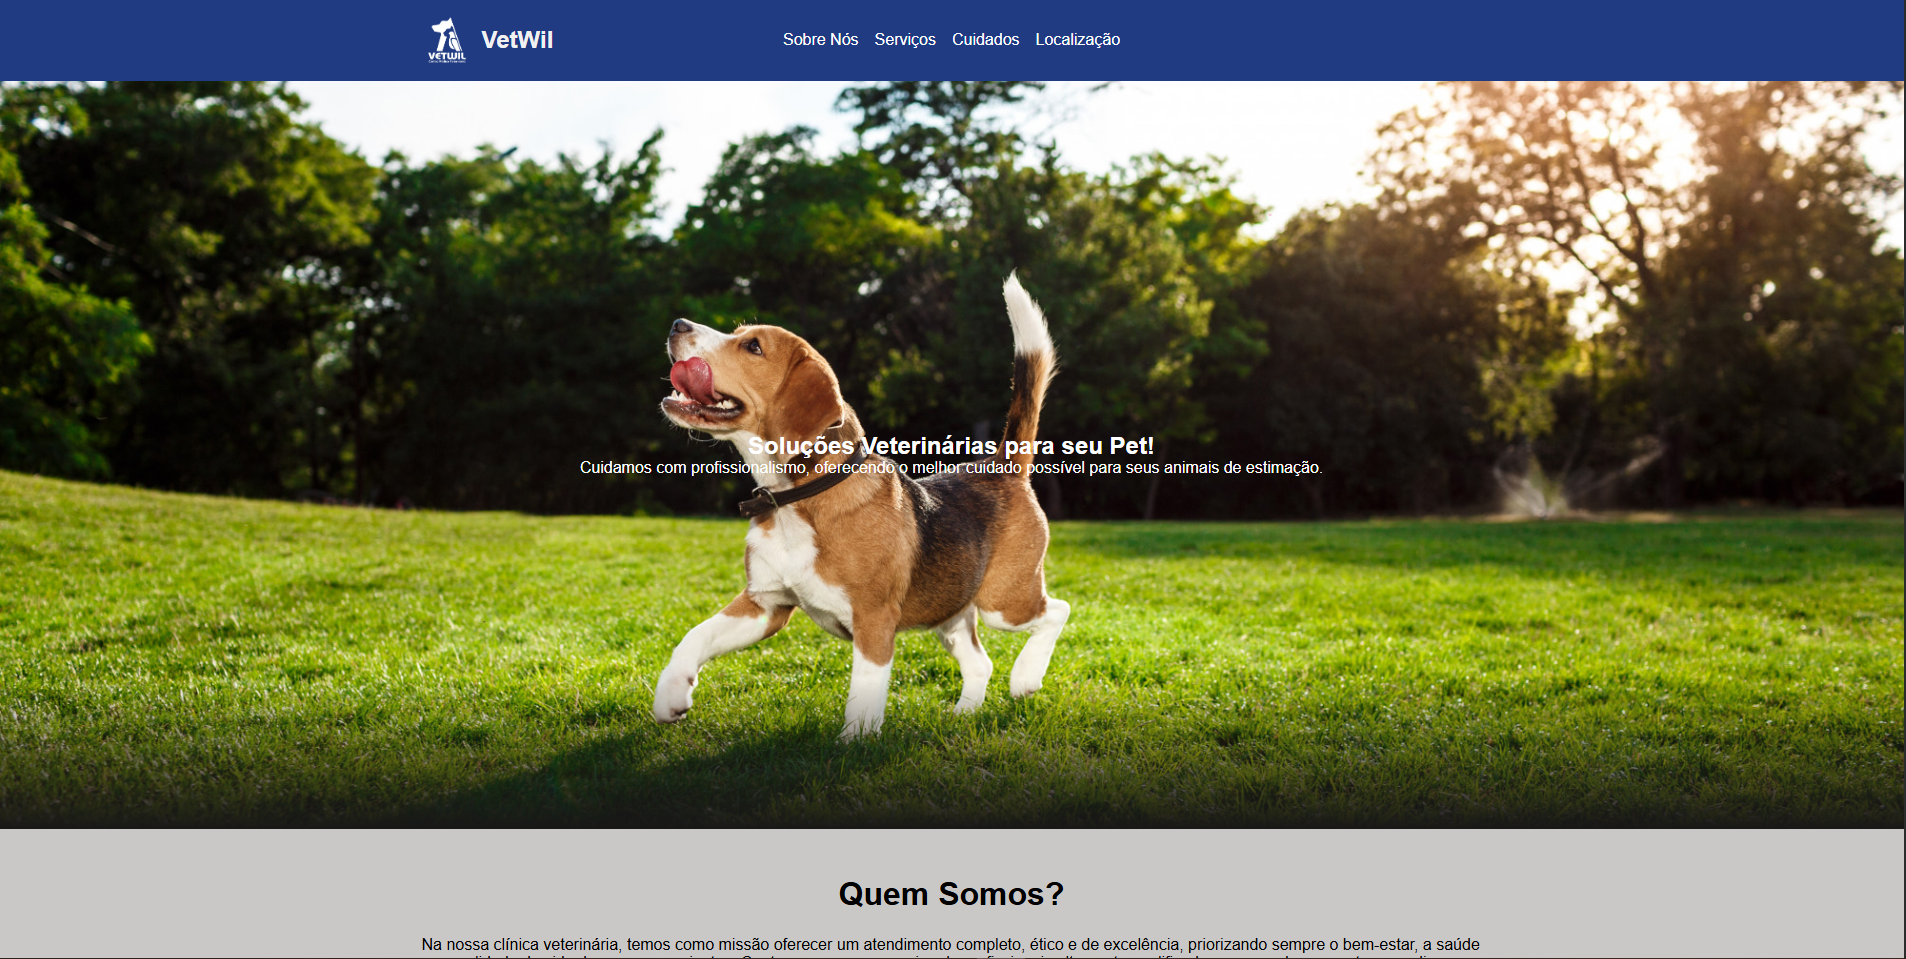 VETWIL
VetWil
Sobre Nós
Serviços
Cuidados
Localização
Soluções Veterinárias para seu Pet!
Cuidamos com profissionalismo, oferecendo o melhor cuidado possível para seus animais de estimação.
Quem Somos?
Na nossa clínica veterinária, temos como missão oferecer um atendimento completo, ético e de excelência, priorizando sempre o bem-estar, a saúde